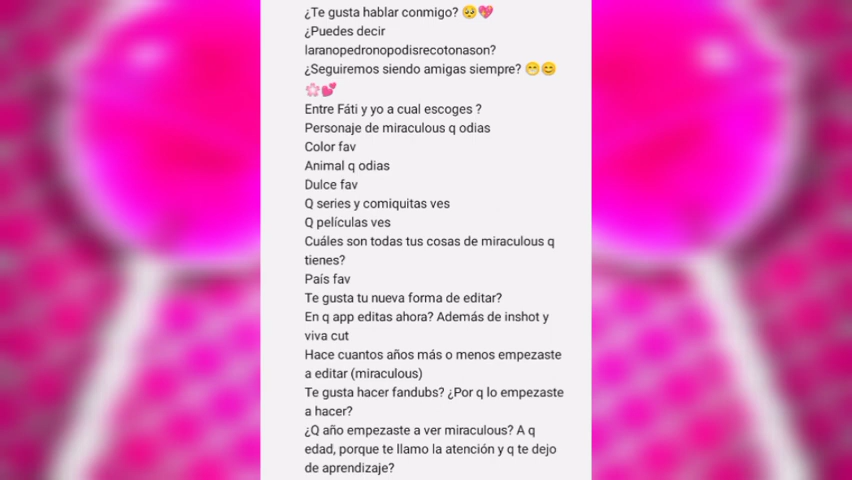 ¿Te gusta hablar conmigo? 🥺💖
¿Puedes decir
laranopedronopodisrecotonason?
¿Seguiremos siendo amigas siempre? 😁😊
🌸💕
Entre Fáti y yo a cual escoges ?
Personaje de miraculous q odias
Color fav
Animal q odias
Dulce fav
Q series y comiquitas ves
Q películas ves
Cuáles son todas tus cosas de miraculous q
tienes?
País fav
Te gusta tu nueva forma de editar?
En q app editas ahora? Además de inshot y
viva cut
Hace cuantos años más o menos empezaste
a editar (miraculous)
Te gusta hacer fandubs? ¿Por q lo empezaste
a hacer?
¿Q año empezaste a ver miraculous? A q
edad, porque te llamo la atención y q te dejo
de aprendizaje?